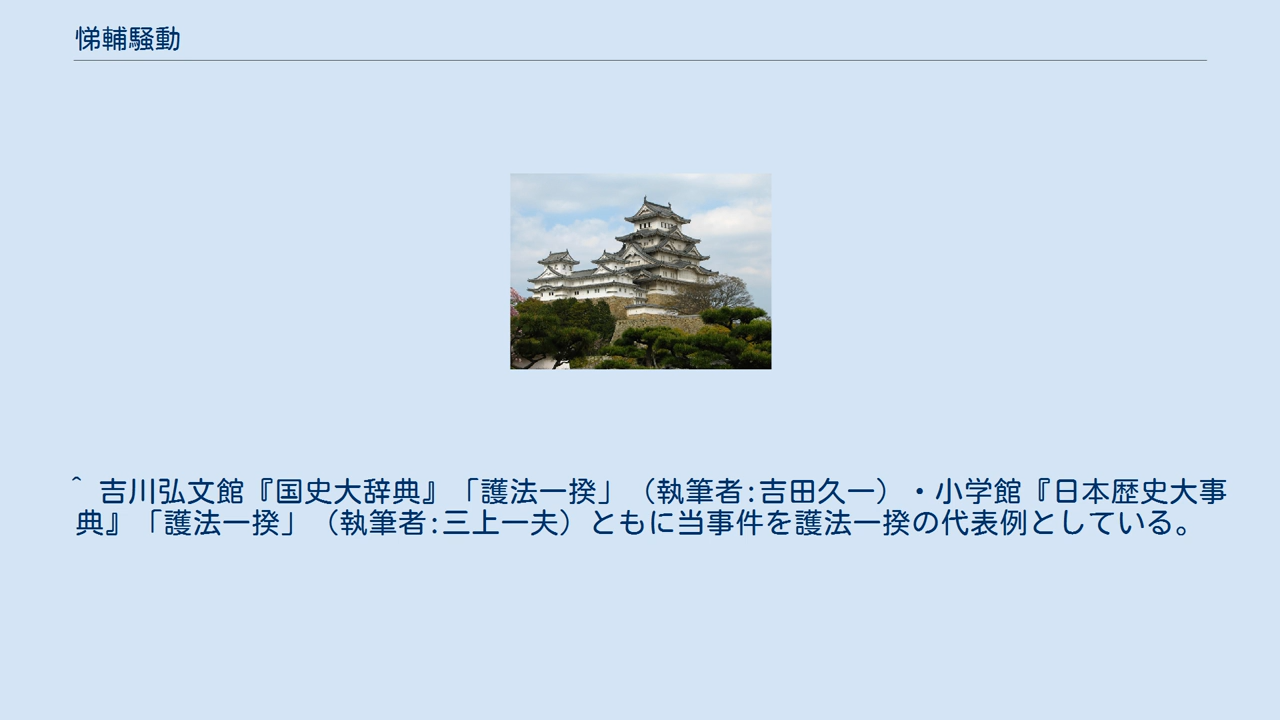 悌輔騒動
^ 吉川弘文館『国史大辞典』「護法一揆」（執筆者:吉田久一）・小学館『日本歴史大事
典』「護法一揆」（執筆者:三上一夫）ともに当事件を護法一揆の代表例としている。